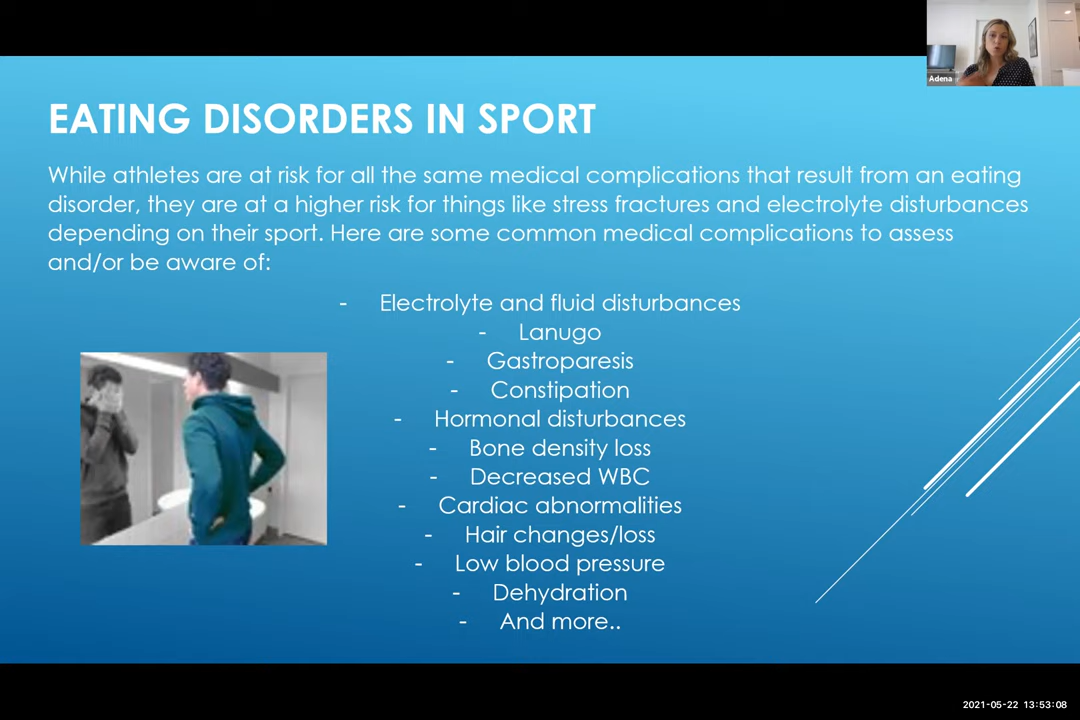 Adena
EATING DISORDERS IN SPORT
While athletes are at risk for all the same medical complications that result from an eating
disorder, they are at a higher risk for things like stress fractures and electrolyte disturbances
depending on their sport. Here are some common medical complications to assess
and/or be aware of:
- Electrolyte and fluid disturbances
- Lanugo
- Gastroparesis
- Constipation
- Hormonal disturbances
- Bone density loss
- Decreased WBC
- Cardiac abnormalities
- Hair changes/loss
- Low blood pressure
- Dehydration
- And more..
2021-05-22 13:53:08